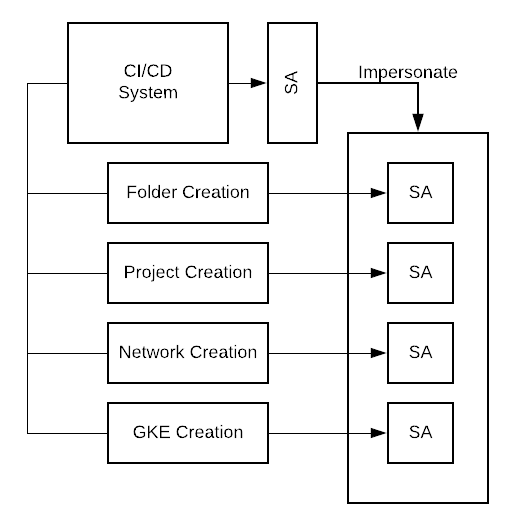 CI/CD
System
SA
Impersonate
Folder Creation
SA
Project Creation
SA
Network Creation
SA
GKE Creation
SA